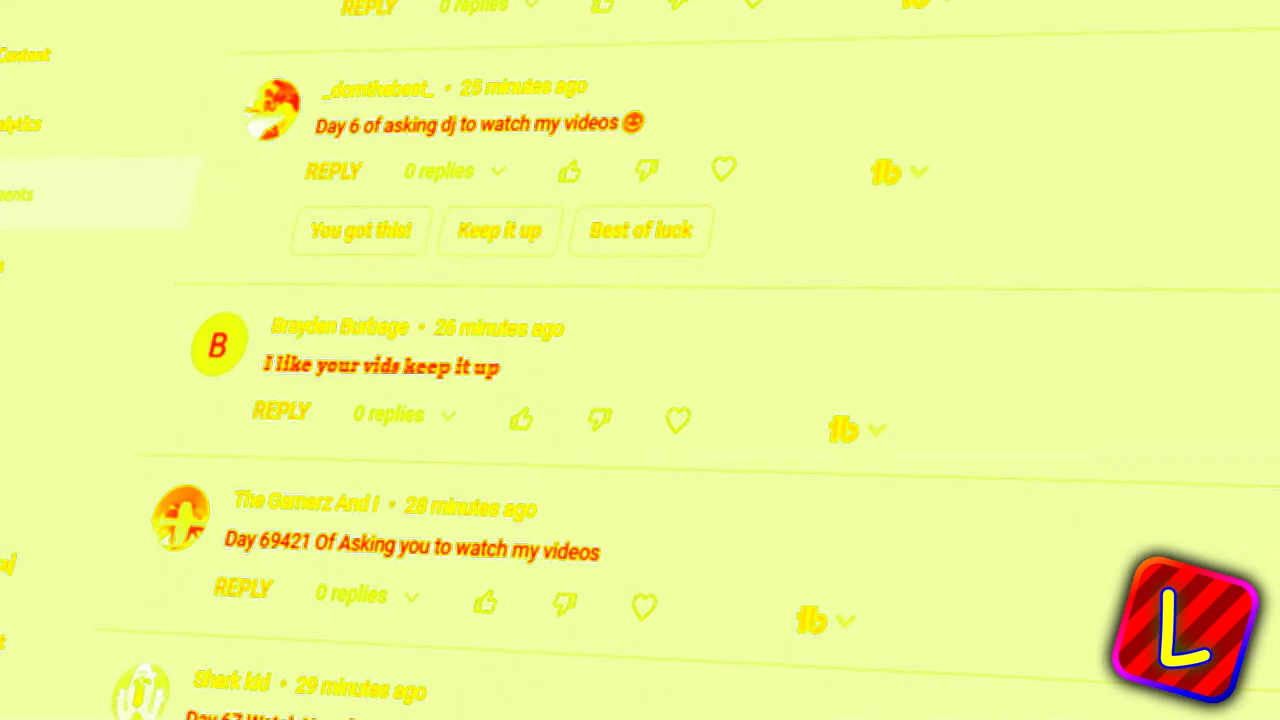 REPLY 0 replies
Content
_domthebest_ • 25 minutes ago
Day 6 of asking dj to watch my videos
REPLY 0 replies
You got this! Keep it up Best of luck
B
Brayden Burbage • 26 minutes ago
I like your vids keep it up
REPLY 0 replies
The Gamerz And I • 28 minutes ago
Day 69421 Of Asking you to watch my videos
REPLY 0 replies
L
Shark kid • 29 minutes ago
Day 67